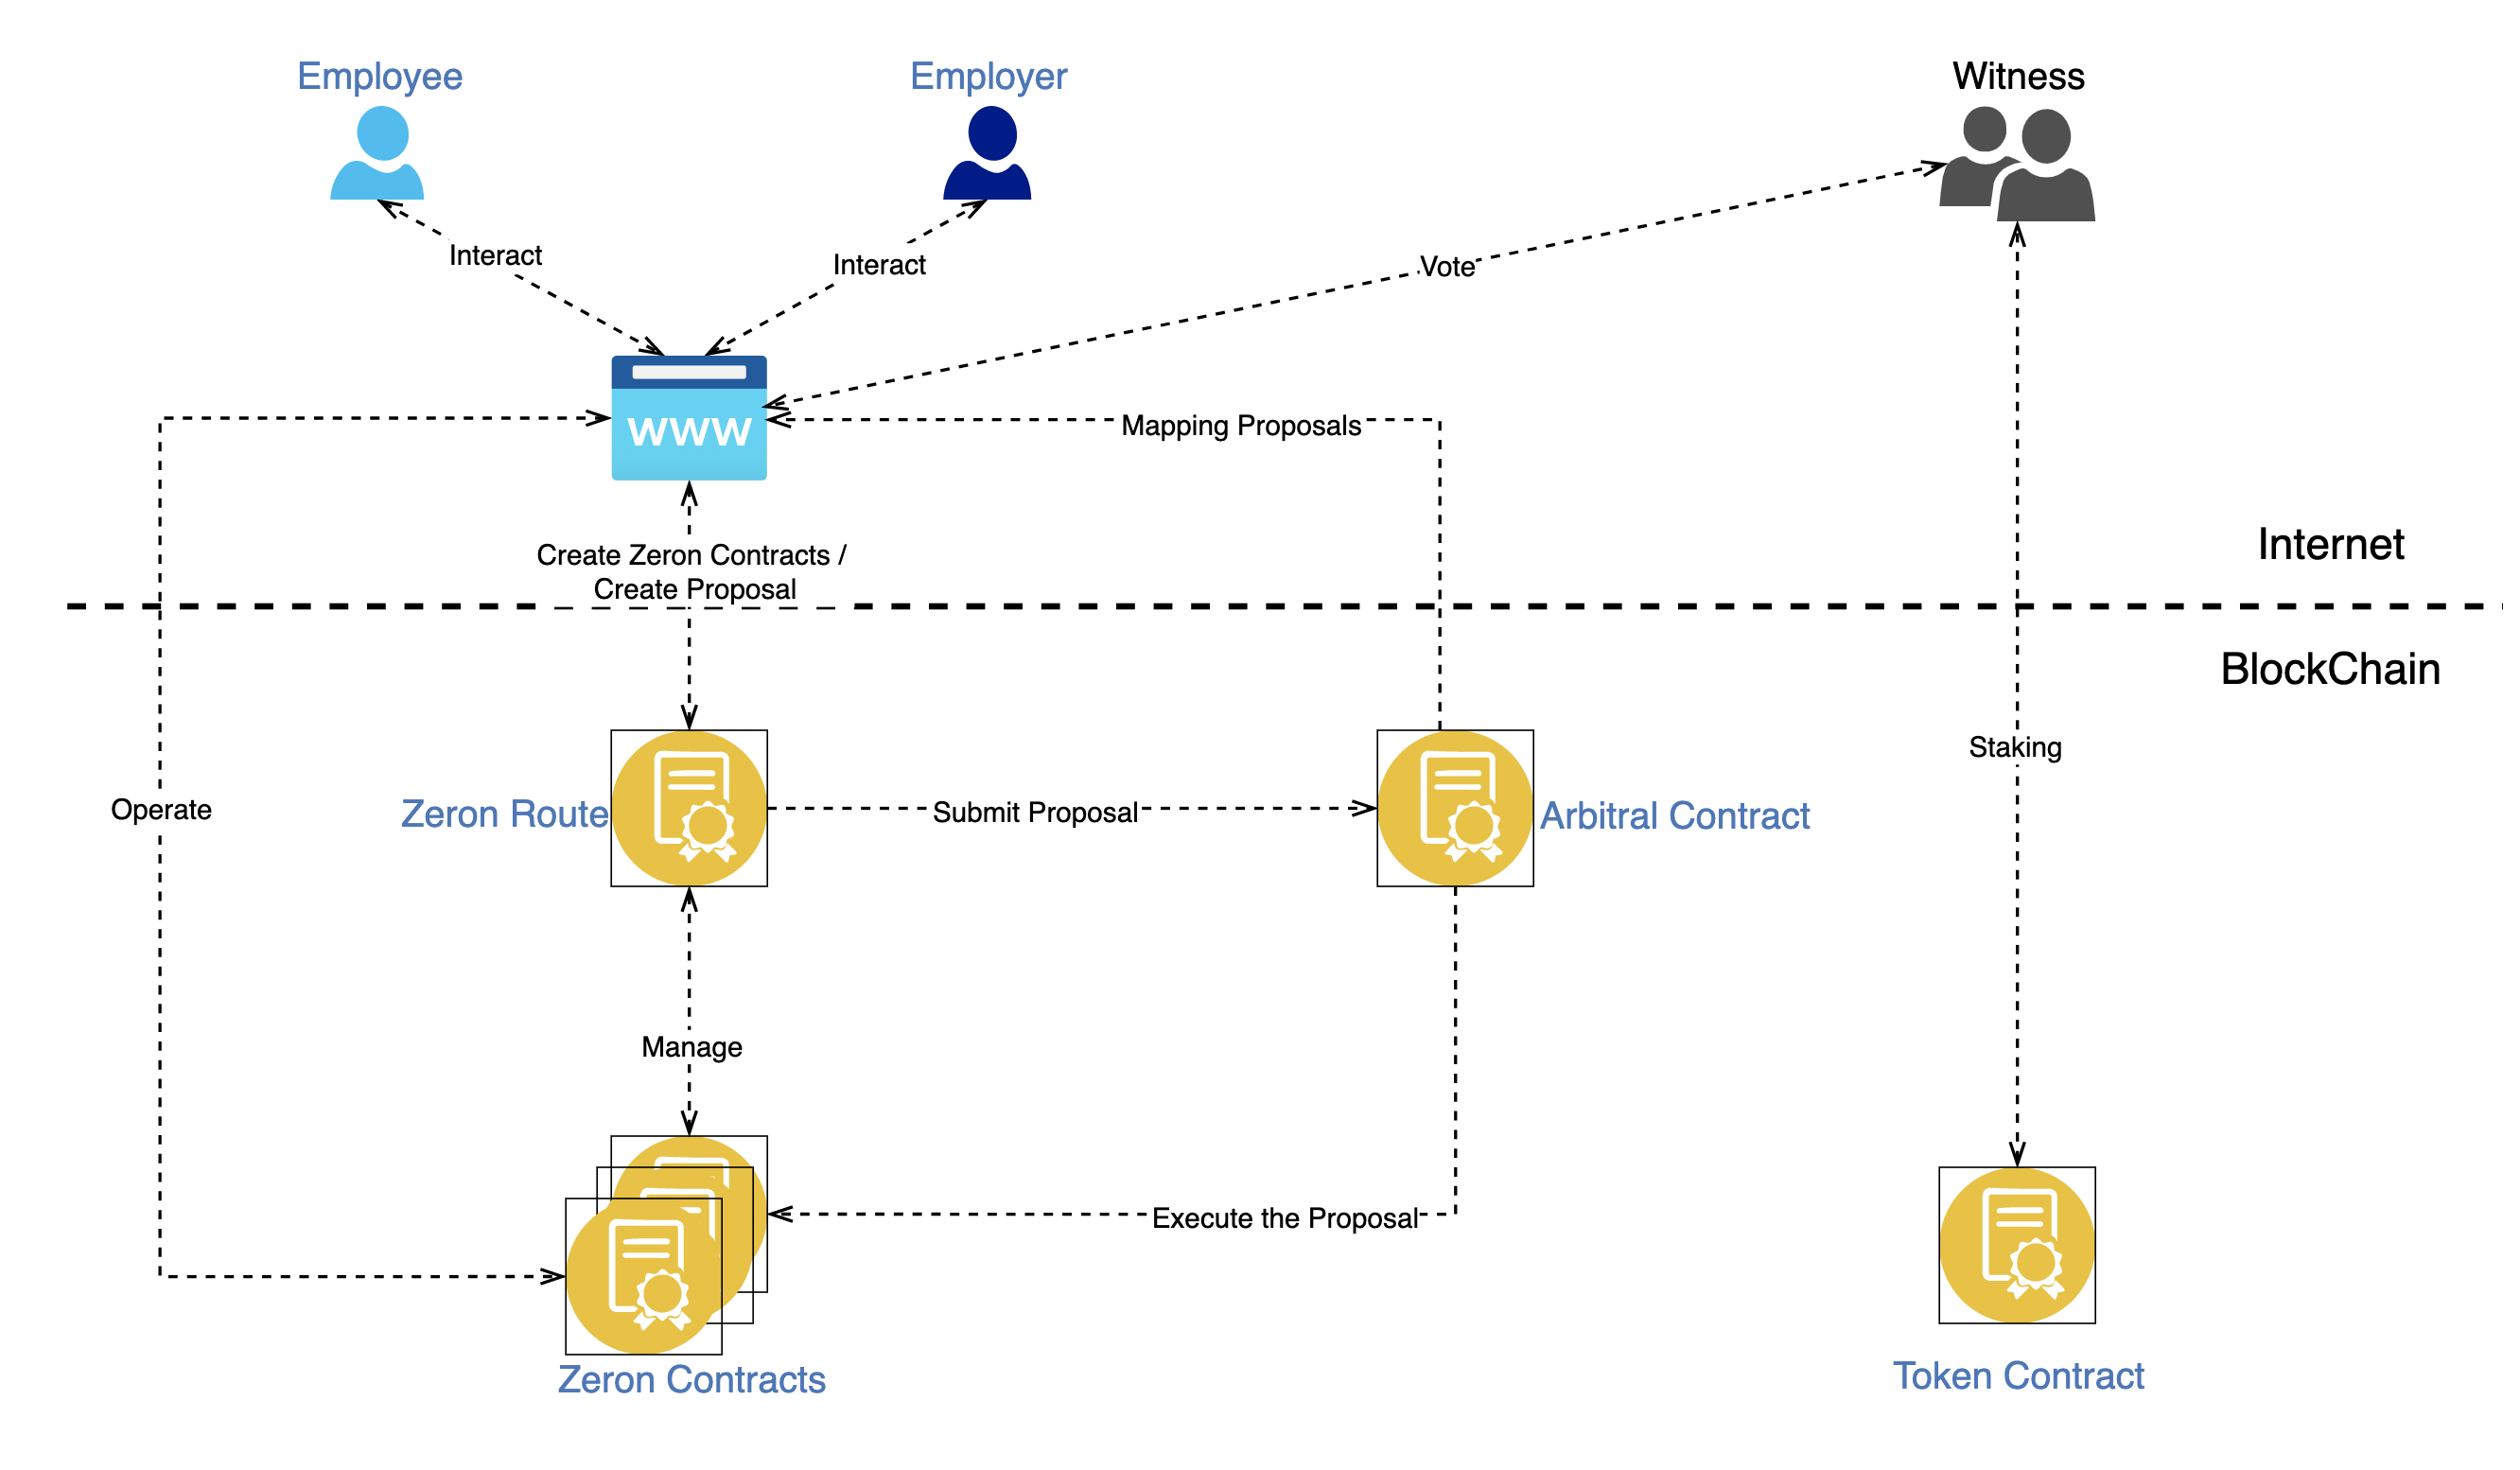 Employee
Employer
Witness
Interact
Interact
Vote
www
Mapping Proposals
Create Zeron Contracts /
Create Proposal
Internet
BlockChain
Staking
Operate
Zeron Route
Submit Proposal
Arbitral Contract
Manage
Execute the Proposal
Zeron Contracts
Token Contract